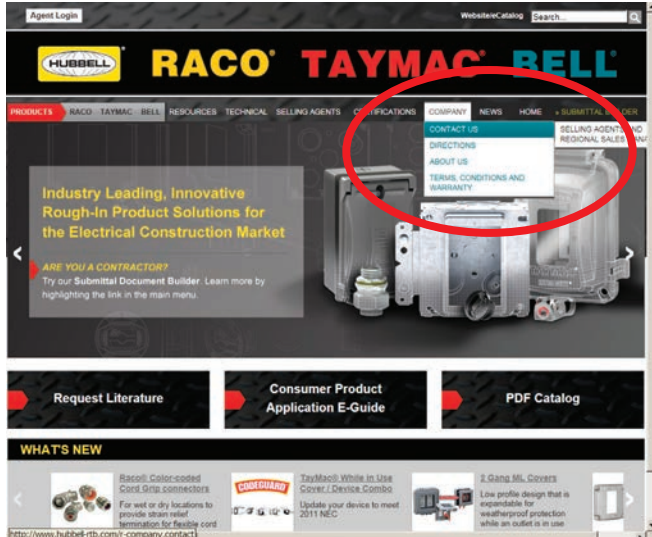 Agent Login
Website/eCatalog Search...
HUBBELL RACO® TAYMAC® BELL®
PRODUCTS RACO TAYMAC BELL RESOURCES TECHNICAL SELLING AGENTS CERTIFICATIONS COMPANY NEWS HOME » SUBMITTAL BUILDER
CONTACT US
DIRECTIONS
ABOUT US
TERMS, CONDITIONS AND
WARRANTY
SELLING AGENTS AND
REGIONAL SALES
Industry Leading, Innovative
Rough-In Product Solutions for
the Electrical Construction Market
ARE YOU A CONTRACTOR?
Try our Submittal Document Builder. Learn more by
highlighting the link in the main menu.
Request Literature
Consumer Product
Application E-Guide
PDF Catalog
WHAT'S NEW
Raco® Color-coded
Cord Grip connectors
For wet or dry locations to
provide strain relief
termination for flexible cord
CODEGUARD
TayMac® While in Use
Cover / Device Combo
Update your device to meet
2011 NEC
2 Gang ML Covers
Low profile design that is
expandable for
weatherproof protection
while an outlet is in use
http://www.hubbell-rtb.com/r-company,contact